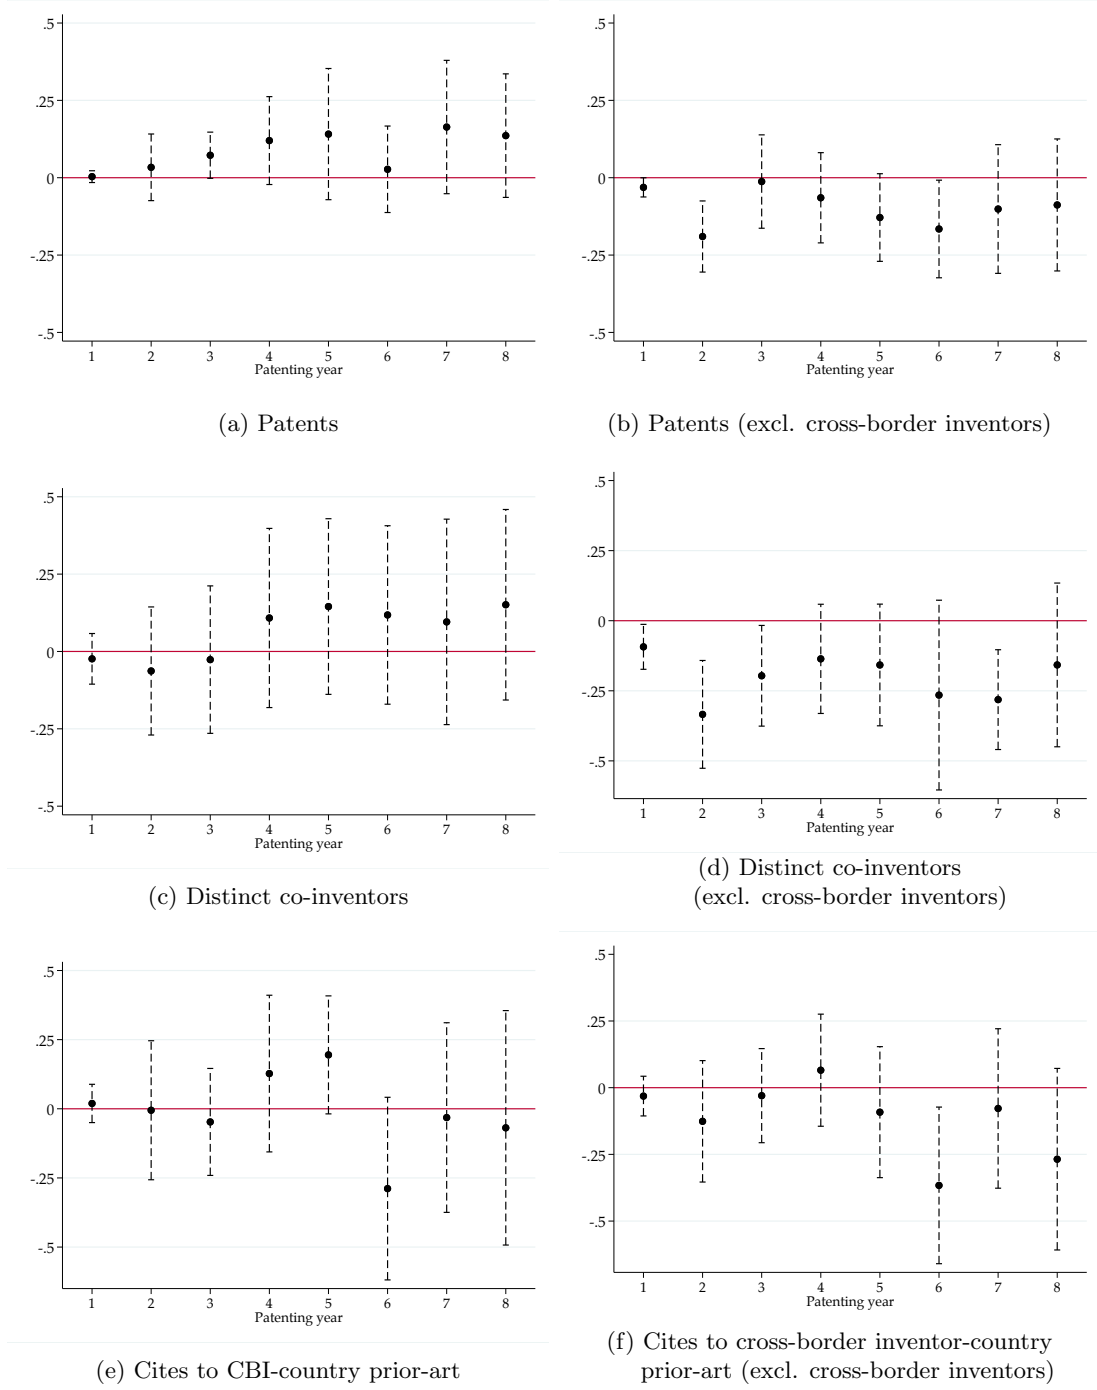 .5
.25
0
-.25
-.5
1 2 3 4 5 6 7 8
Patenting year
(a) Patents
.5
.25
0
-.25
-.5
1 2 3 4 5 6 7 8
Patenting year
(b) Patents (excl. cross-border inventors)
.5
.25
0
-.25
-.5
1 2 3 4 5 6 7 8
Patenting year
(c) Distinct co-inventors
.5
.25
0
-.25
-.5
1 2 3 4 5 6 7 8
Patenting year
(d) Distinct co-inventors
(excl. cross-border inventors)
.5
.25
0
-.25
-.5
1 2 3 4 5 6 7 8
Patenting year
(e) Cites to CBI-country prior-art
.5
.25
0
-.25
-.5
1 2 3 4 5 6 7 8
Patenting year
(f) Cites to cross-border inventor-country
prior-art (excl. cross-border inventors)